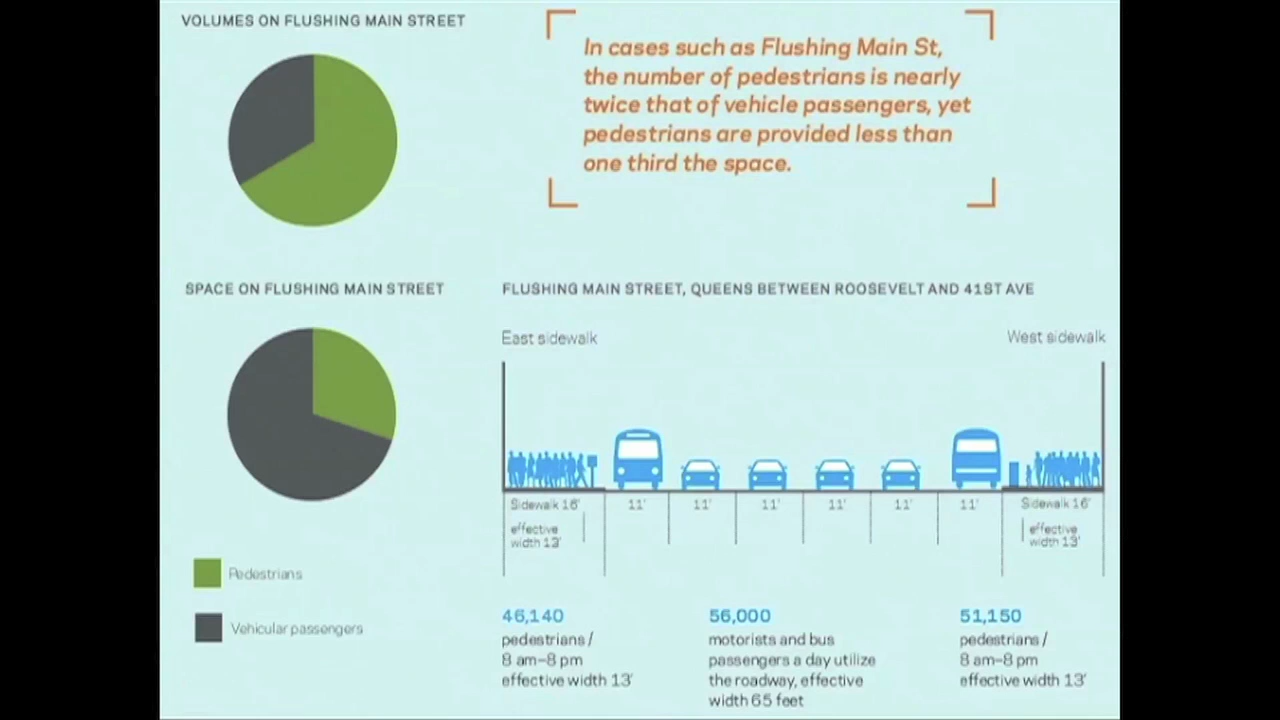 VOLUMES ON FLUSHING MAIN STREET
In cases such as Flushing Main St,
the number of pedestrians is nearly
twice that of vehicle passengers, yet
pedestrians are provided less than
one third the space.
SPACE ON FLUSHING MAIN STREET
Pedestrians
Vehicular passengers
FLUSHING MAIN STREET, QUEENS BETWEEN ROOSEVELT AND 41ST AVE
East sidewalk
West sidewalk
Sidewalk 16'
11'
11'
11'
11'
11'
11'
Sidewalk 16'
effective
width 13'
effective
width 13'
46,140
pedestrians /
8 am–8 pm
effective width 13'
56,000
motorists and bus
passengers a day utilize
the roadway, effective
width 65 feet
51,150
pedestrians /
8 am–8 pm
effective width 13'